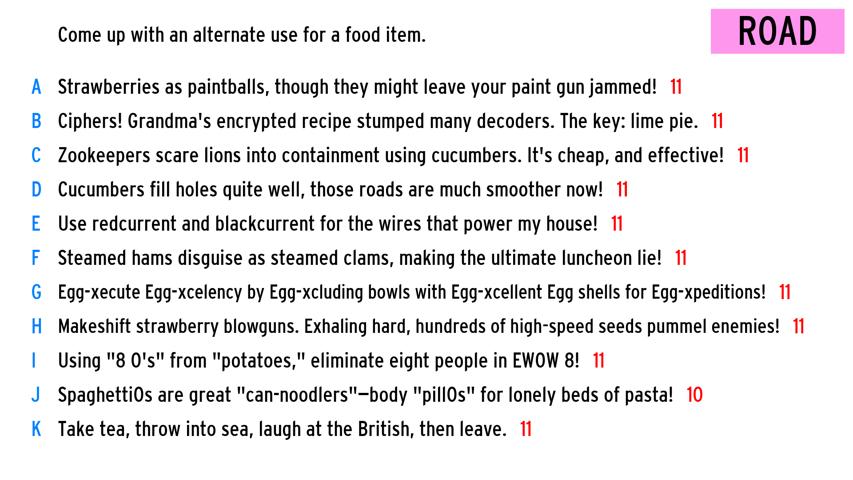 Come up with an alternate use for a food item.
ROAD
A Strawberries as paintballs, though they might leave your paint gun jammed! 11
B Ciphers! Grandma's encrypted recipe stumped many decoders. The key: lime pie. 11
C Zookeepers scare lions into containment using cucumbers. It's cheap, and effective! 11
D Cucumbers fill holes quite well, those roads are much smoother now! 11
E Use redcurrent and blackcurrent for the wires that power my house! 11
F Steamed hams disguise as steamed clams, making the ultimate luncheon lie! 11
G Egg-xecute Egg-xcelency by Egg-xcluding bowls with Egg-xcellent Egg shells for Egg-xpeditions! 11
H Makeshift strawberry blowguns. Exhaling hard, hundreds of high-speed seeds pummel enemies! 11
I Using "8 O's" from "potatoes," eliminate eight people in EWOW 8! 11
J SpaghettiOs are great "can-noodlers"—body "pillOs" for lonely beds of pasta! 10
K Take tea, throw into sea, laugh at the British, then leave. 11